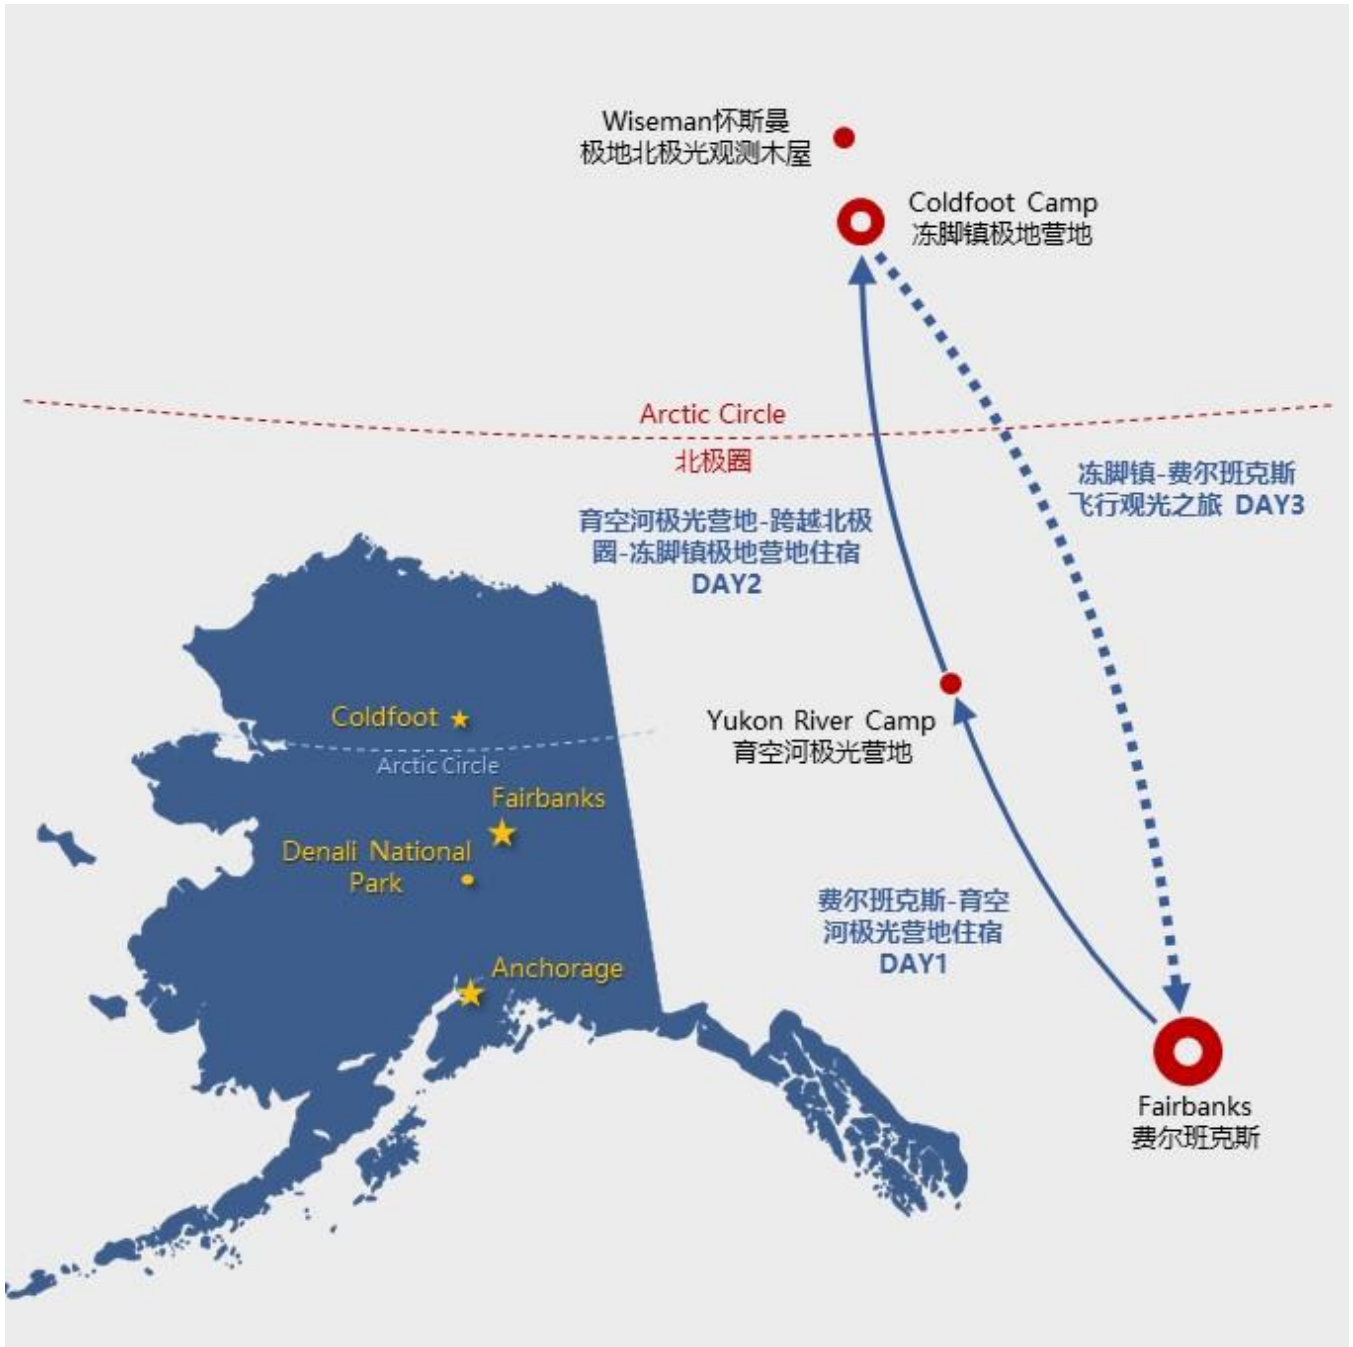 Wiseman怀斯曼
极地北极光观测木屋
Coldfoot Camp
冻脚镇极地营地
Arctic Circle
北极圈
冻脚镇-费尔班克斯
飞行观光之旅 DAY3
育空河极光营地-跨越北极
圈-冻脚镇极地营地住宿
DAY2
Yukon River Camp
育空河极光营地
费尔班克斯-育空
河极光营地住宿
DAY1
Fairbanks
费尔班克斯
Coldfoot
Arctic Circle
Fairbanks
Denali National
Park
Anchorage